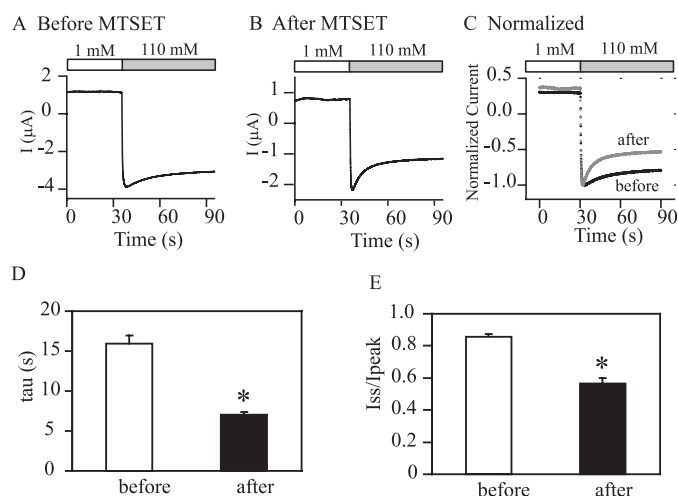 A Before MTSET
B After MTSET
C Normalized
1 mM
110 mM
1 mM
110 mM
1 mM
110 mM
I (μA)
2
0
-2
-4
0
30
60
90
Time (s)
I (μA)
1
0
-1
-2
0
30
60
90
Time (s)
Normalized Current
0.5
0.0
-0.5
-1.0
after
before
0
30
60
90
Time (s)
D
tau (s)
20
15
10
5
0
*
before
after
E
Iss/Ipeak
1.0
0.8
0.6
0.4
0.2
0
*
before
after